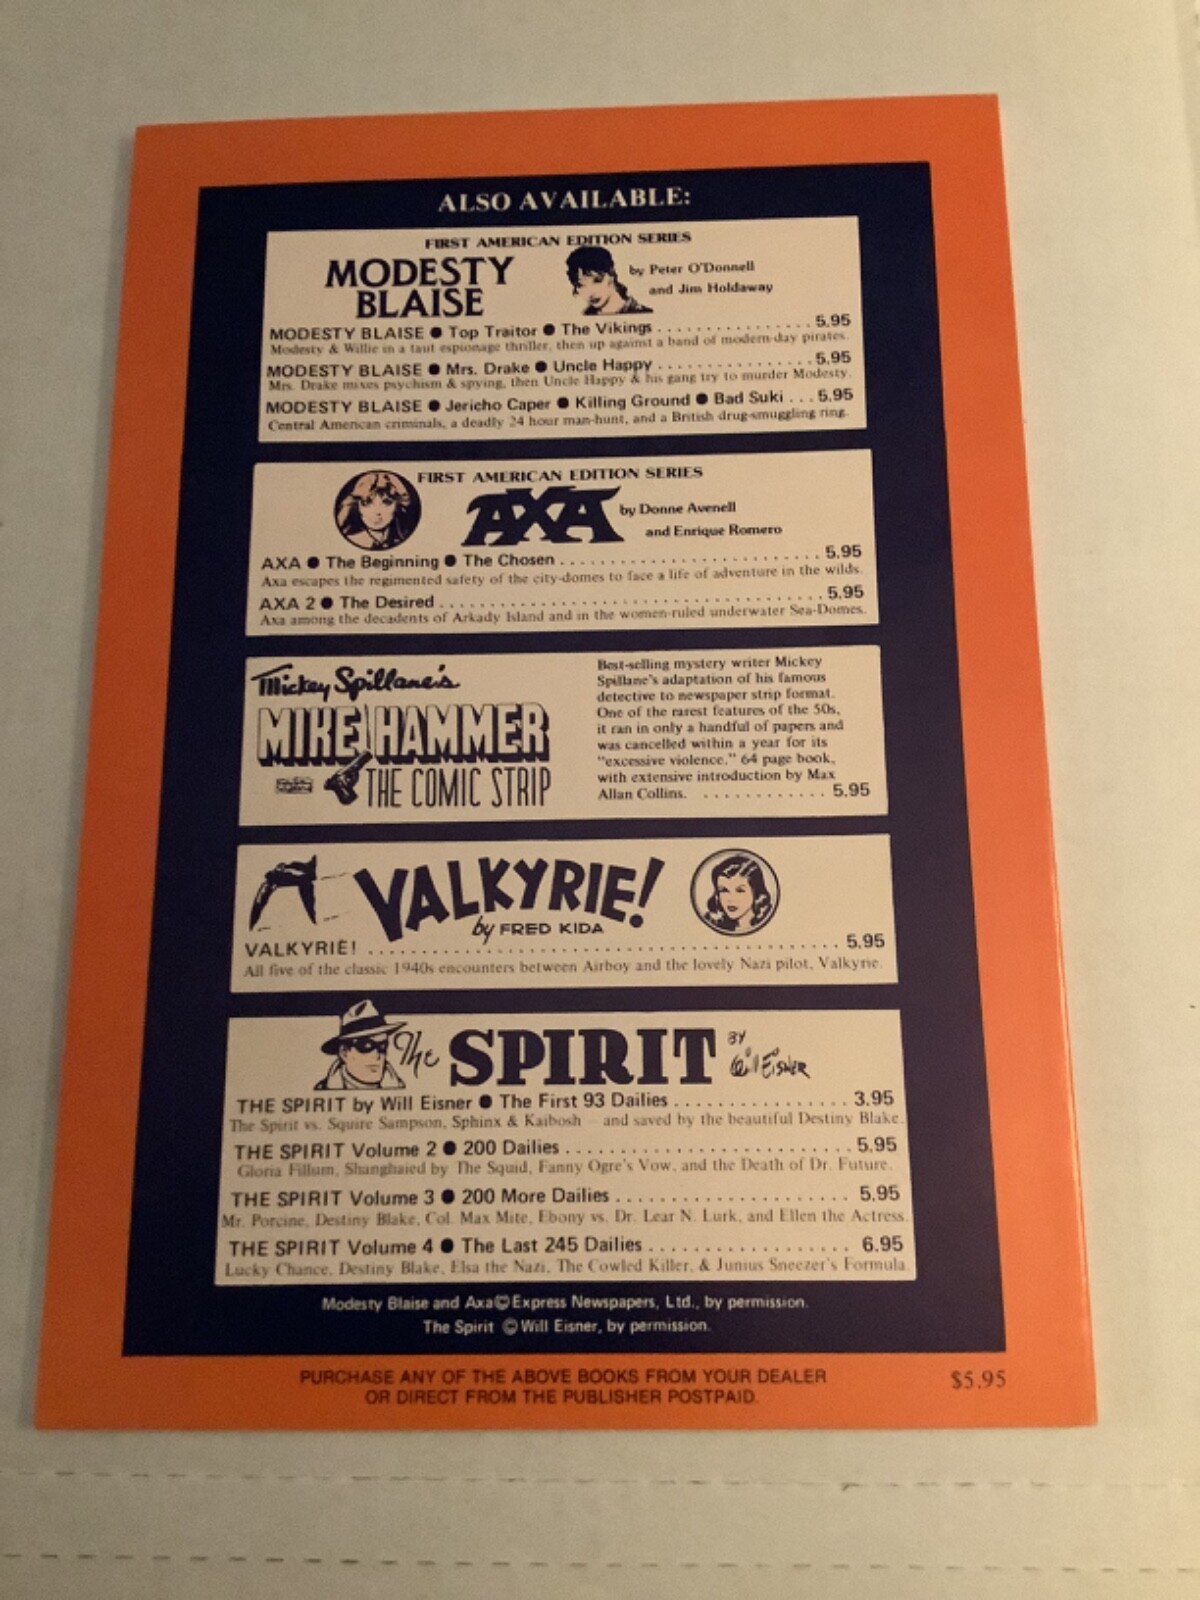 ALSO AVAILABLE:
FIRST AMERICAN EDITION SERIES
MODESTY
BLAISE
by Peter O'Donnell
and Jim Holdaway
MODESTY BLAISE ● Top Traitor ● The Vikings . . . . . . . . . . . . . . . 5.95
Modesty & Willie in a taut espionage thriller, then up against a band of modern-day pirates.
MODESTY BLAISE ● Mrs. Drake ● Uncle Happy . . . . . . . . . . . . . . . 5.95
Mrs. Drake mixes psychism & spying, then Uncle Happy & his gang try to murder Modesty.
MODESTY BLAISE ● Jericho Caper ● Killing Ground ● Bad Suki . . . 5.95
Central American criminals, a deadly 24 hour man-hunt, and a British drug-smuggling ring.
FIRST AMERICAN EDITION SERIES
AXA
by Donne Avenell
and Enrique Romero
AXA ● The Beginning ● The Chosen . . . . . . . . . . . . . . . . . . . . . . . . . 5.95
Axa escapes the regimented safety of the city-domes to face a life of adventure in the wilds.
AXA 2 ● The Desired . . . . . . . . . . . . . . . . . . . . . . . . . . . . . . . . . . . . . 5.95
Axa among the decadents of Arkady Island and in the women-ruled underwater Sea-Domes.
Mickey Spillane's
MIKE HAMMER
THE COMIC STRIP
Best-selling mystery writer Mickey
Spillane's adaptation of his famous
detective to newspaper strip format.
One of the rarest features of the 50s,
it ran in only a handful of papers and
was cancelled within a year for its
"excessive violence." 64 page book,
with extensive introduction by Max
Allan Collins. . . . . . . . . . . . . 5.95
VALKYRIE!
by FRED KIDA
VALKYRIE! . . . . . . . . . . . . . . . . . . . . . . . . . . . . . . . . . . . . . . . . . 5.95
All five of the classic 1940s encounters between Airboy and the lovely Nazi pilot, Valkyrie.
The SPIRIT BY
Will EISNER
THE SPIRIT by Will Eisner ● The First 93 Dailies . . . . . . . . . . . . . . . 3.95
The Spirit vs. Squire Sampson, Sphinx & Kaibosh — and saved by the beautiful Destiny Blake.
THE SPIRIT Volume 2 ● 200 Dailies . . . . . . . . . . . . . . . . . . . . . . . . . 5.95
Gloria Fillum, Shanghaied by The Squid, Fanny Ogre's Vow, and the Death of Dr. Future.
THE SPIRIT Volume 3 ● 200 More Dailies . . . . . . . . . . . . . . . . . . . . 5.95
Mr. Porcine, Destiny Blake, Col. Max Mite, Ebony vs. Dr. Lear N. Lurk, and Ellen the Actress.
THE SPIRIT Volume 4 ● The Last 245 Dailies . . . . . . . . . . . . . . . . . 6.95
Lucky Chance, Destiny Blake, Elsa the Nazi, The Cowled Killer, & Junius Sneezer's Formula.
Modesty Blaise and Axa © Express Newspapers, Ltd., by permission.
The Spirit © Will Eisner, by permission.
PURCHASE ANY OF THE ABOVE BOOKS FROM YOUR DEALER
OR DIRECT FROM THE PUBLISHER POSTPAID.
$5.95